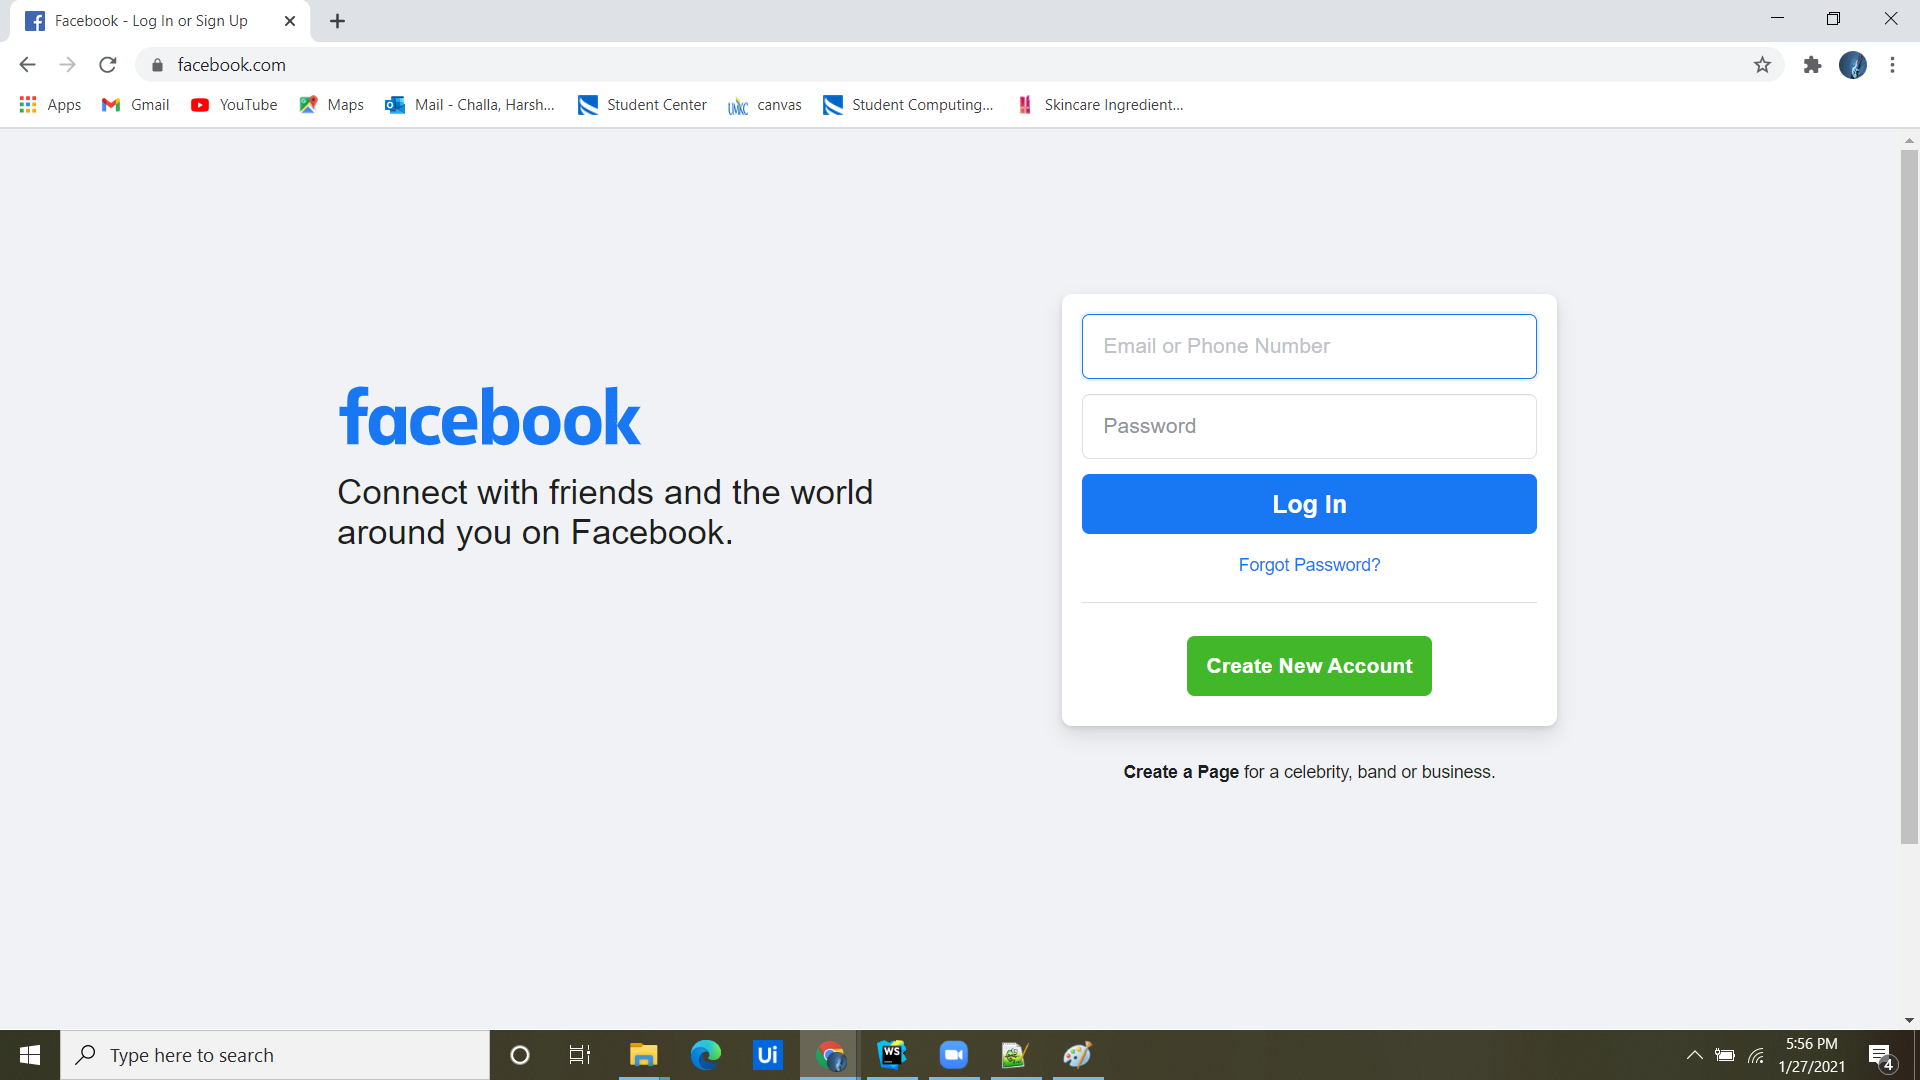 Facebook - Log In or Sign Up
facebook.com
Apps Gmail YouTube Maps Mail - Challa, Harsh... Student Center canvas Student Computing... Skincare Ingredient...
facebook
Connect with friends and the world
around you on Facebook.
Email or Phone Number
Password
Log In
Forgot Password?
Create New Account
Create a Page for a celebrity, band or business.
Type here to search
Ui
WS
5:56 PM
1/27/2021
4